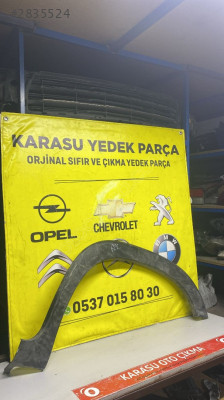 2835524
KARASU YEDEK PARÇA
ORJİNAL SIFIR VE ÇIKMA YEDEK PARÇA
OPEL
CHEVROLET
0537 015 80 30
KARASU OTO ÇIKMA